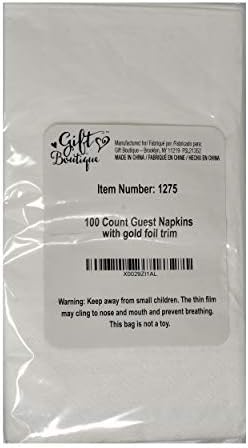 Gift
Boutique
Manufactured for/ Fabriqué par /Fabricado para:
Gift Boutique – Brooklyn, NY 11219 PSL21352
MADE IN CHINA / FABRIQUÉ EN CHINE / HECHO EN CHINA
Item Number: 1275
100 Count Guest Napkins
with gold foil trim
X0029ZI1AL
Warning: Keep away from small children. The thin film
may cling to nose and mouth and prevent breathing.
This bag is not a toy.